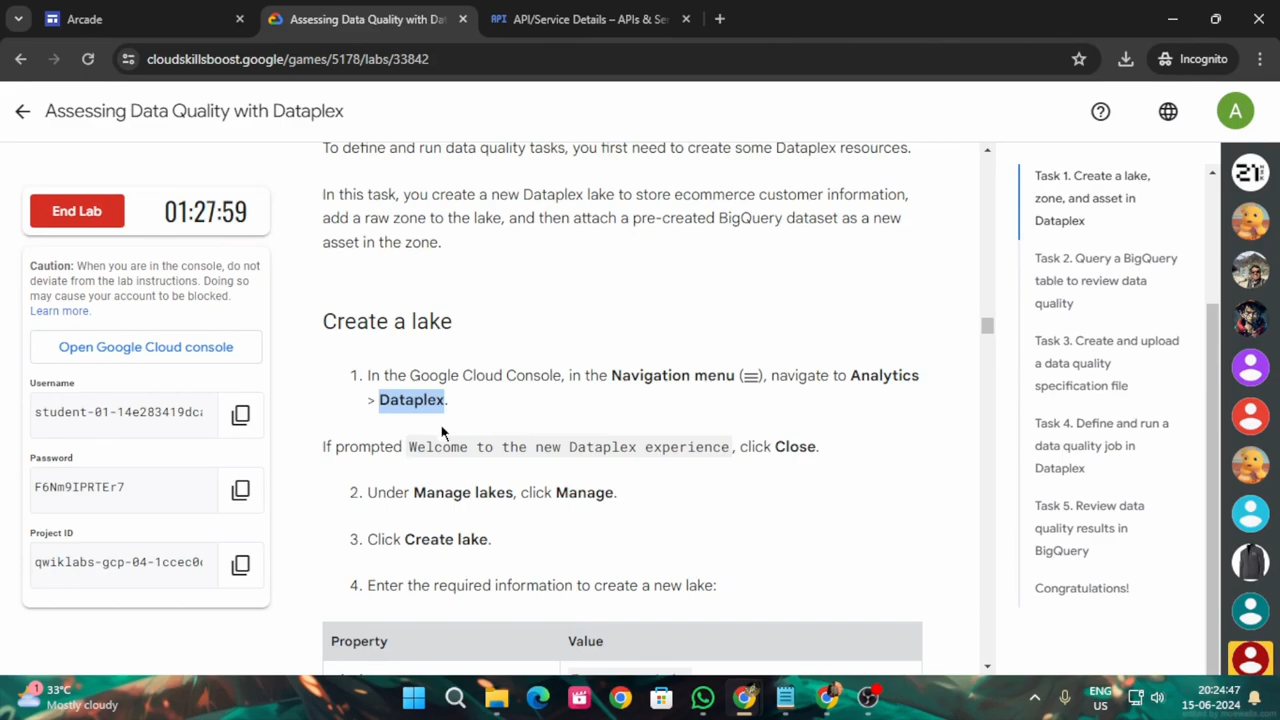 Arcade
Assessing Data Quality with Da
API API/Service Details – APIs & Se
cloudskillsboost.google/games/5178/labs/33842
Incognito
Assessing Data Quality with Dataplex
A
End Lab
01:27:59
Caution: When you are in the console, do not
deviate from the lab instructions. Doing so
may cause your account to be blocked.
Learn more.
Open Google Cloud console
Username
student-01-14e283419dca
Password
F6Nm9IPRTEr7
Project ID
qwiklabs-gcp-04-1ccec0
To define and run data quality tasks, you first need to create some Dataplex resources.
In this task, you create a new Dataplex lake to store ecommerce customer information,
add a raw zone to the lake, and then attach a pre-created BigQuery dataset as a new
asset in the zone.
Create a lake
1. In the Google Cloud Console, in the Navigation menu (☰), navigate to Analytics
> Dataplex.
If prompted Welcome to the new Dataplex experience, click Close.
2. Under Manage lakes, click Manage.
3. Click Create lake.
4. Enter the required information to create a new lake:
Property Value
Task 1. Create a lake,
zone, and asset in
Dataplex
Task 2. Query a BigQuery
table to review data
quality
Task 3. Create and upload
a data quality
specification file
Task 4. Define and run a
data quality job in
Dataplex
Task 5. Review data
quality results in
BigQuery
Congratulations!
1
33°C
Mostly cloudy
ENG
US
20:24:47
15-06-2024